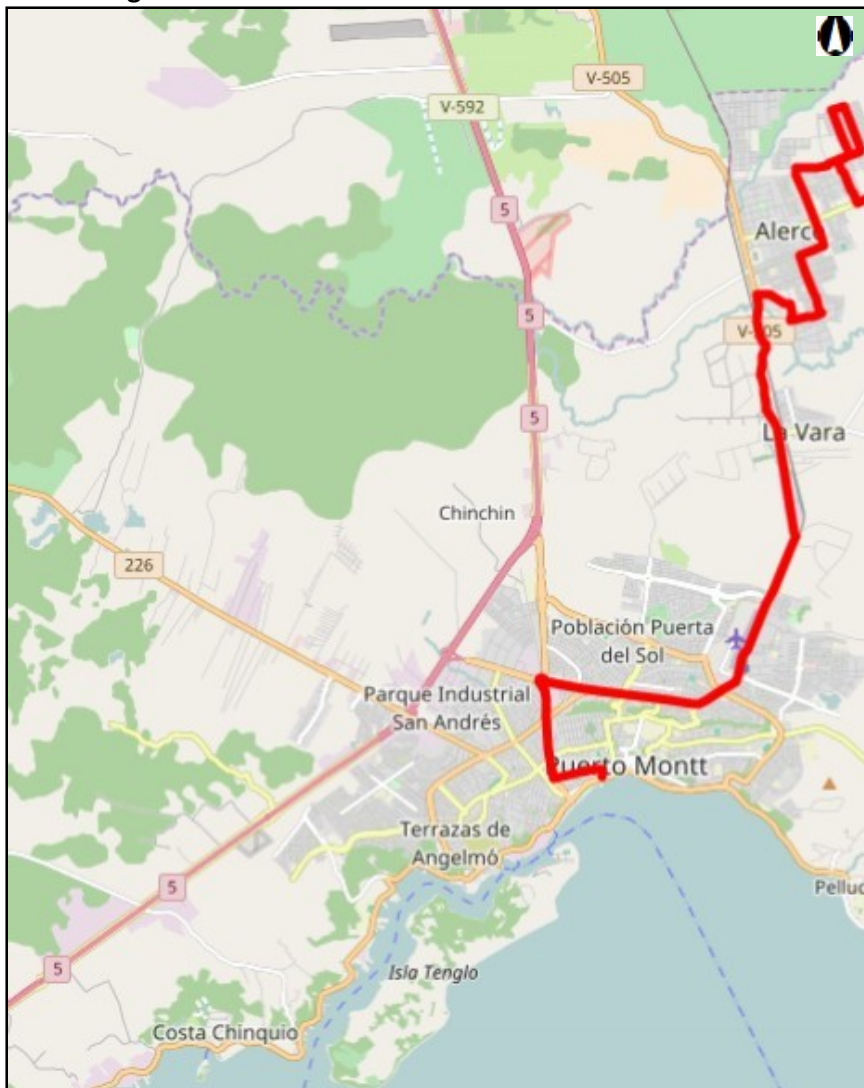 V-505
V-592
5
Alerce
5
V-505
5
La Vara
Chinchin
226
Población Puerta
del Sol
Parque Industrial
San Andrés
Puerto Montt
Terrazas de
Angelmó
5
Pelluc
5
Isla Tenglo
Costa Chinquio